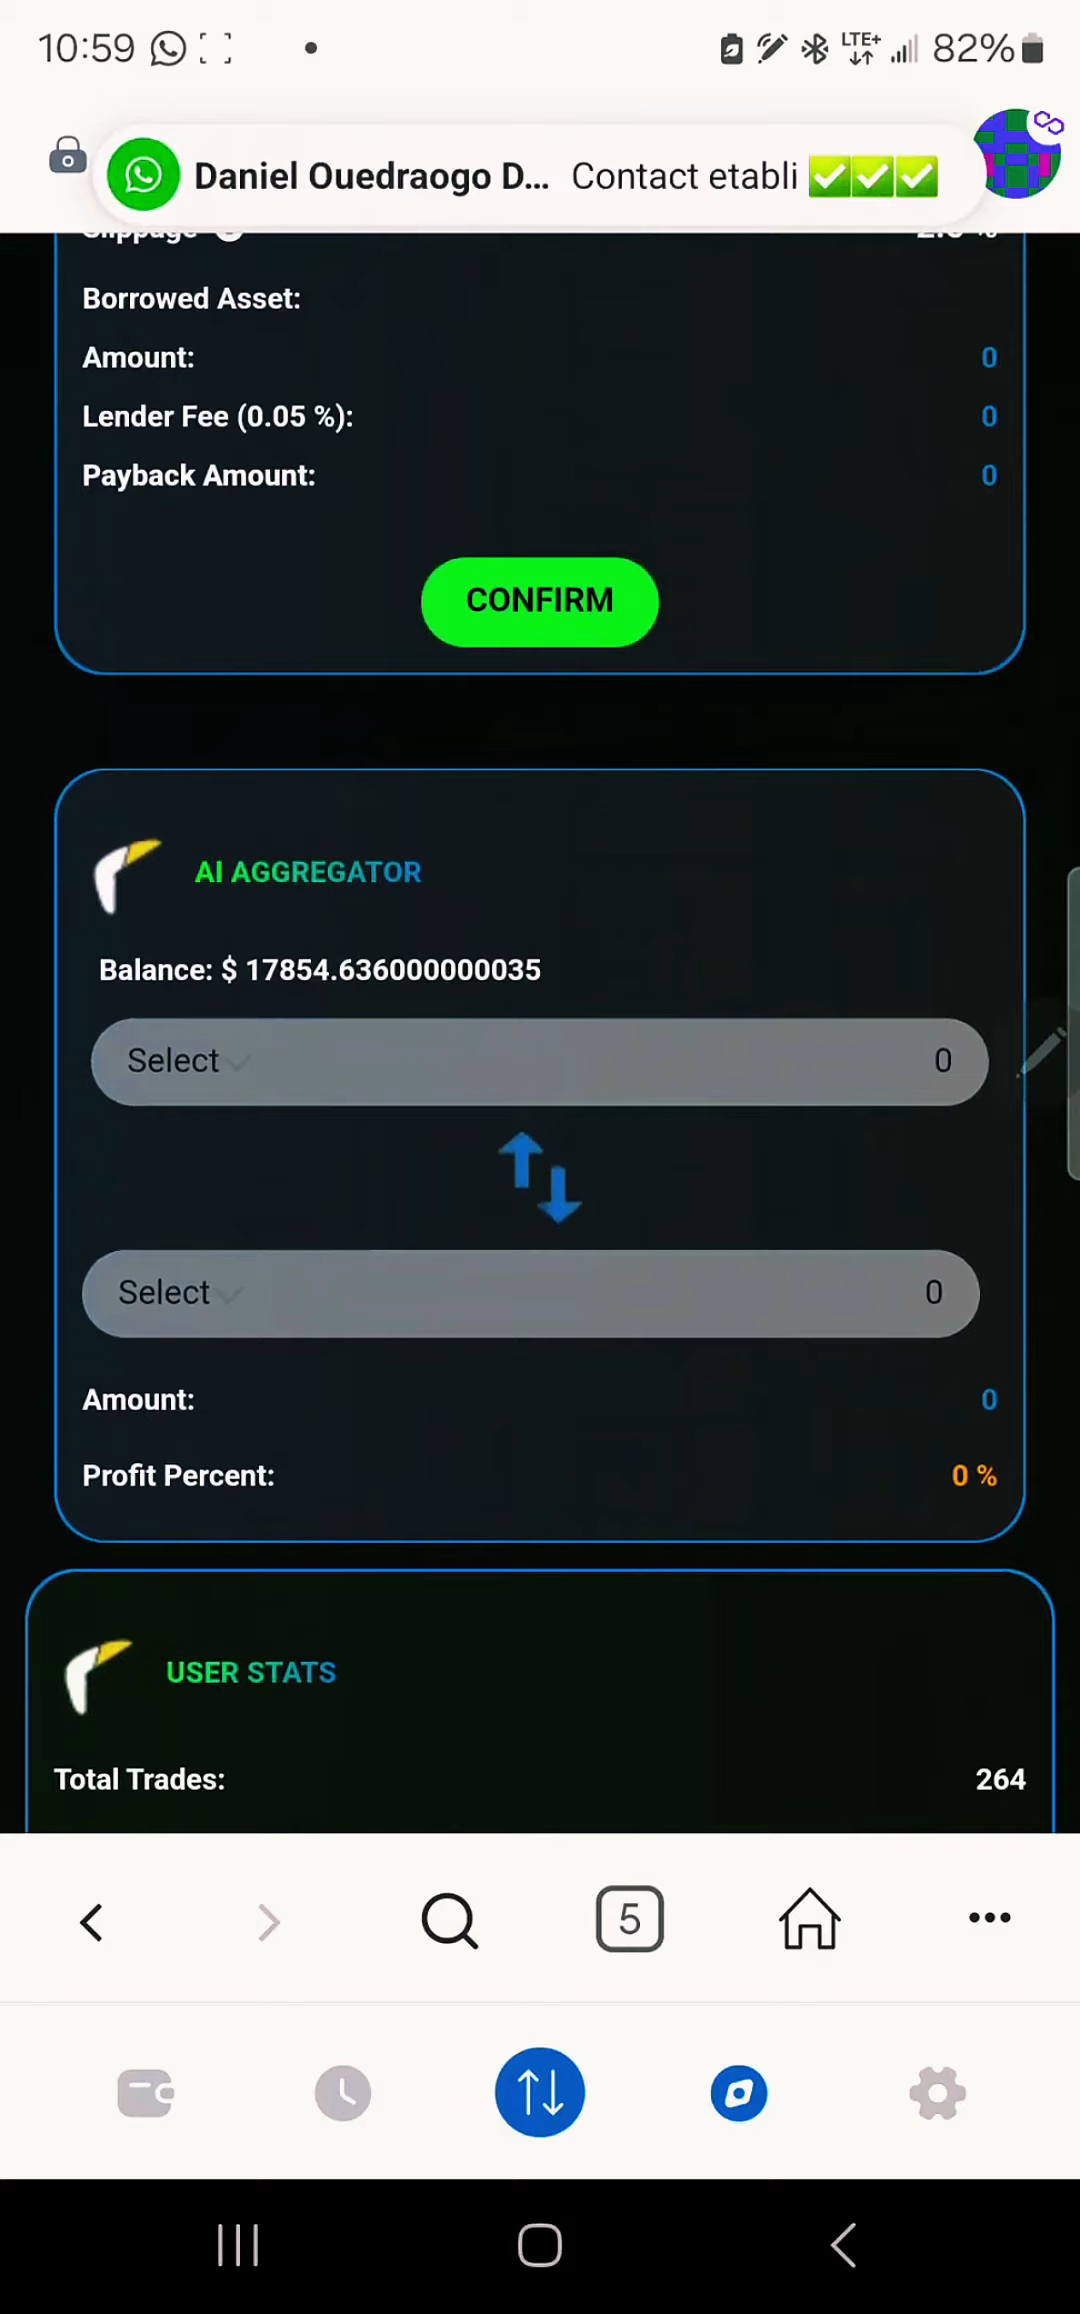 10:59
LTE+
82%
Daniel Ouedraogo D... Contact etabli ✅✅✅
Slippage
Borrowed Asset:
Amount: 0
Lender Fee (0.05 %): 0
Payback Amount: 0
CONFIRM
AI AGGREGATOR
Balance: $ 17854.636000000035
Select 0
Select 0
Amount: 0
Profit Percent: 0 %
USER STATS
Total Trades: 264
5